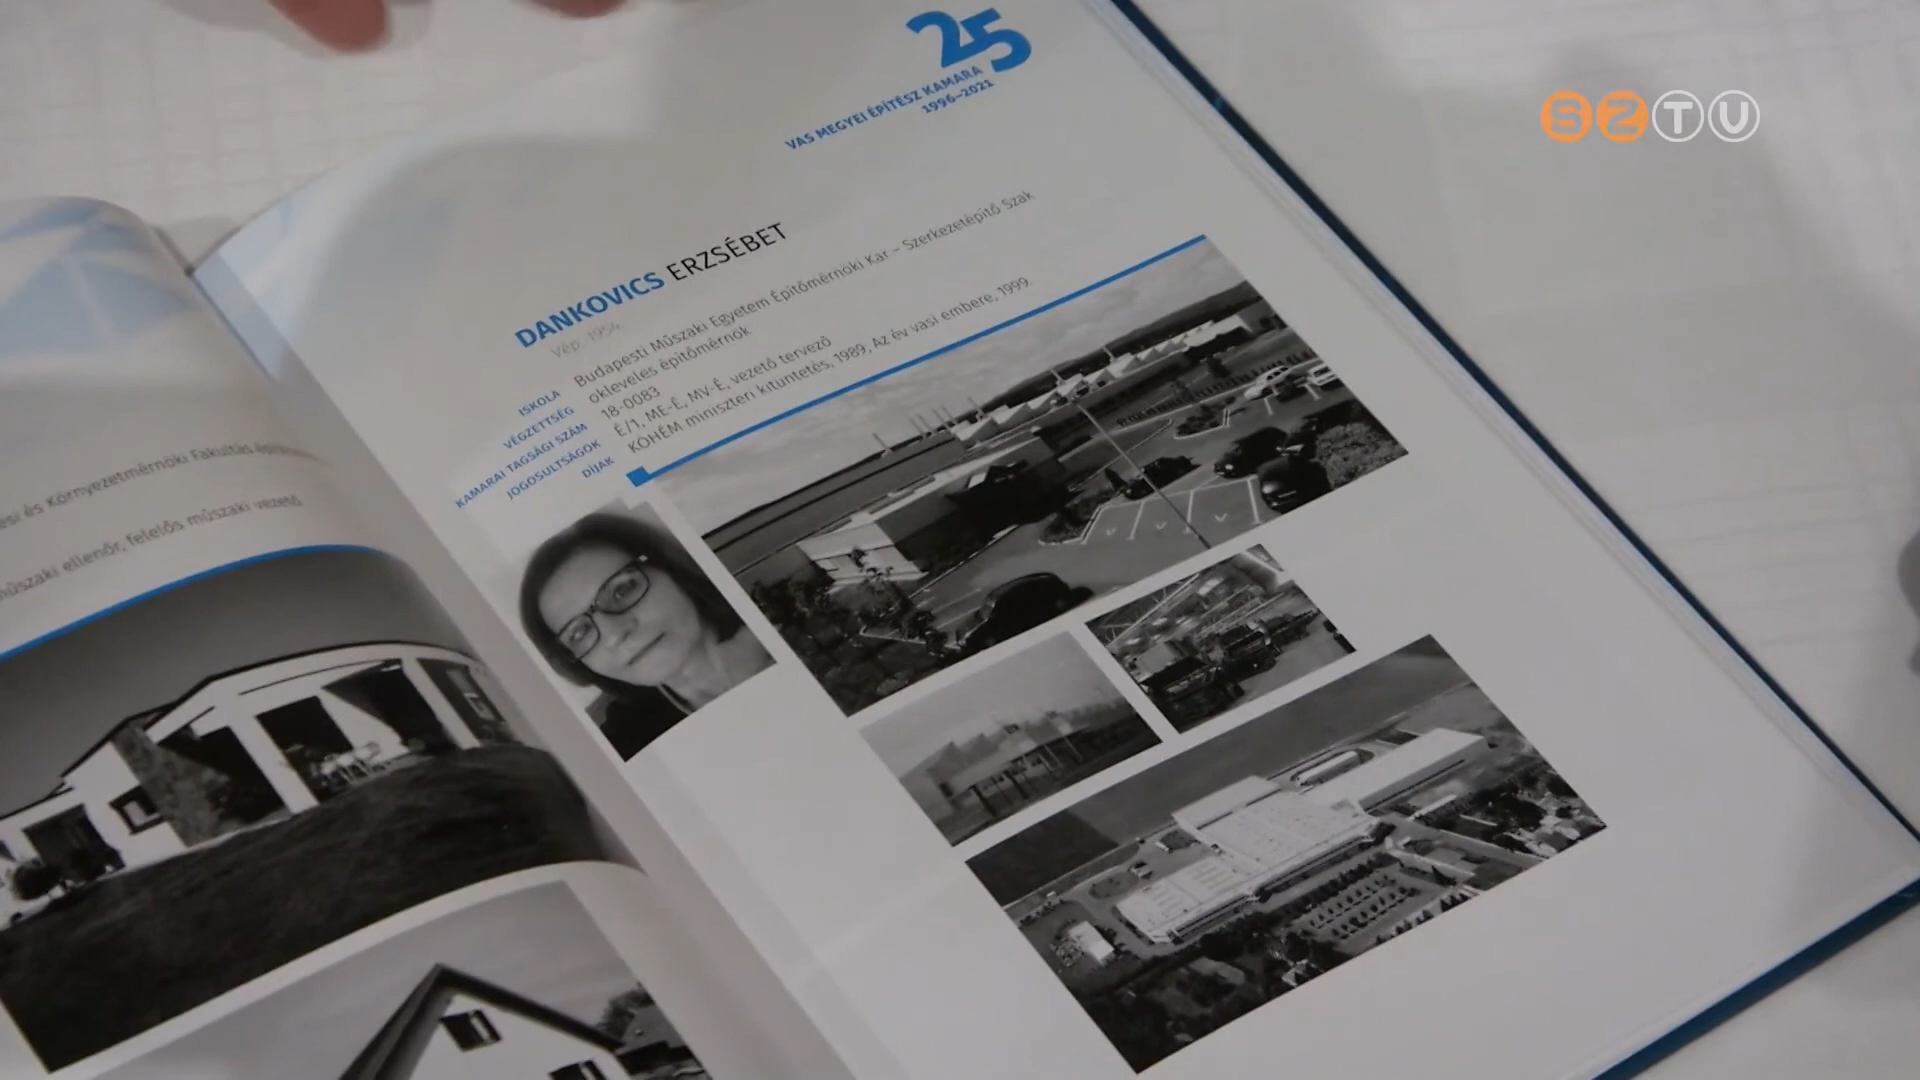 25
VAS MEGYEI ÉPÍTÉSZ KAMARA
1996–2021
SZTV
DANKOVICS ERZSÉBET
Vép, 1954.
ISKOLA Budapesti Műszaki Egyetem Építőmérnöki Kar – Szerkezetépítő Szak
VÉGZETTSÉG okleveles építőmérnök
KAMARAI TAGSÁGI SZÁM 18-0083
JOGOSULTSÁGOK É/1, ME-É, MV-É, vezető tervező
DÍJAK KÖHÉM miniszteri kitüntetés, 1989, Az év vasi embere, 1999.
és Környezetmérnöki Fakultás
műszaki ellenőr, felelős műszaki vezető